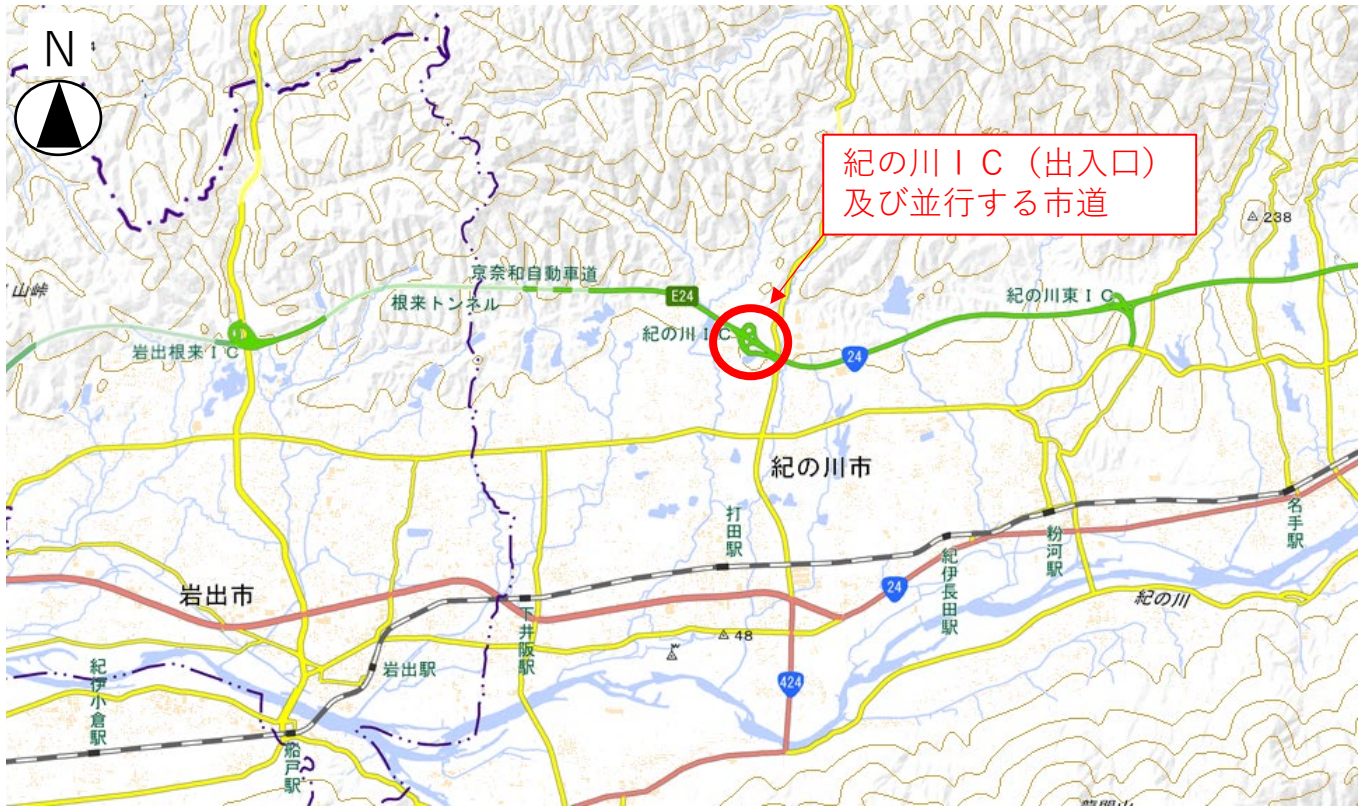 N
紀の川ＩＣ（出入口）
及び並行する市道
238
山峠
京奈和自動車道
根来トンネル
E24
紀の川東ＩＣ
岩出根来ＩＣ
紀の川ＩＣ
24
紀の川市
打田駅
名手駅
粉河駅
岩出市
24
紀伊長田駅
紀の川
下井阪駅
48
岩出駅
紀伊小倉駅
424
船戸駅